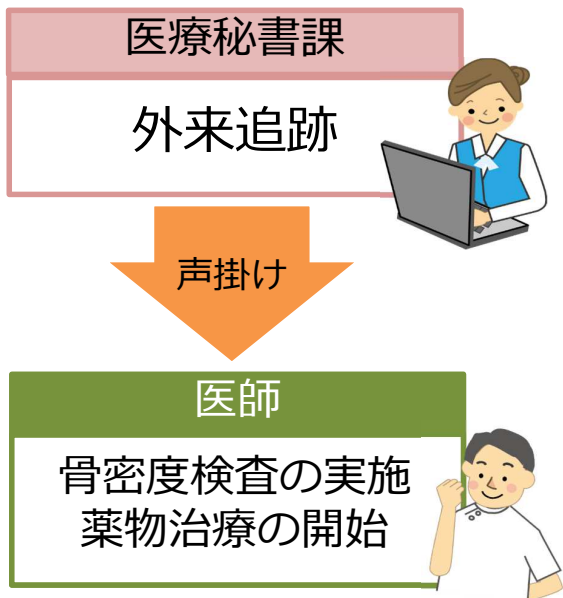 医療秘書課
外来追跡
声掛け
医師
骨密度検査の実施
薬物治療の開始